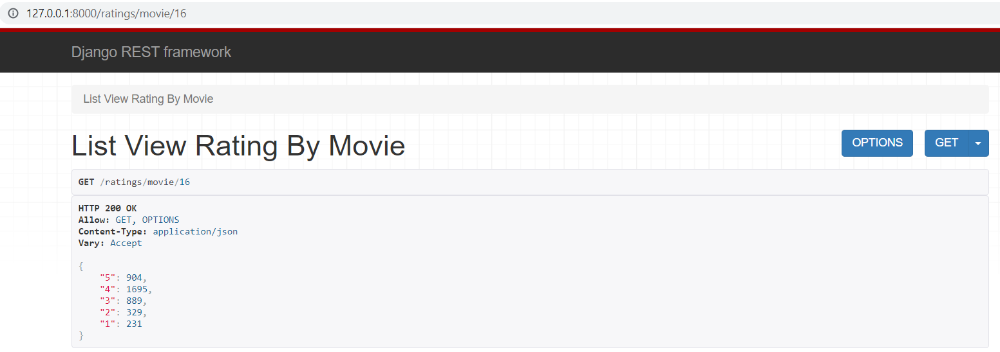 127.0.0.1:8000/ratings/movie/16
Django REST framework
List View Rating By Movie
List View Rating By Movie
OPTIONS GET
GET /ratings/movie/16
HTTP 200 OK
Allow: GET, OPTIONS
Content-Type: application/json
Vary: Accept
{
"5": 904,
"4": 1695,
"3": 889,
"2": 329,
"1": 231
}